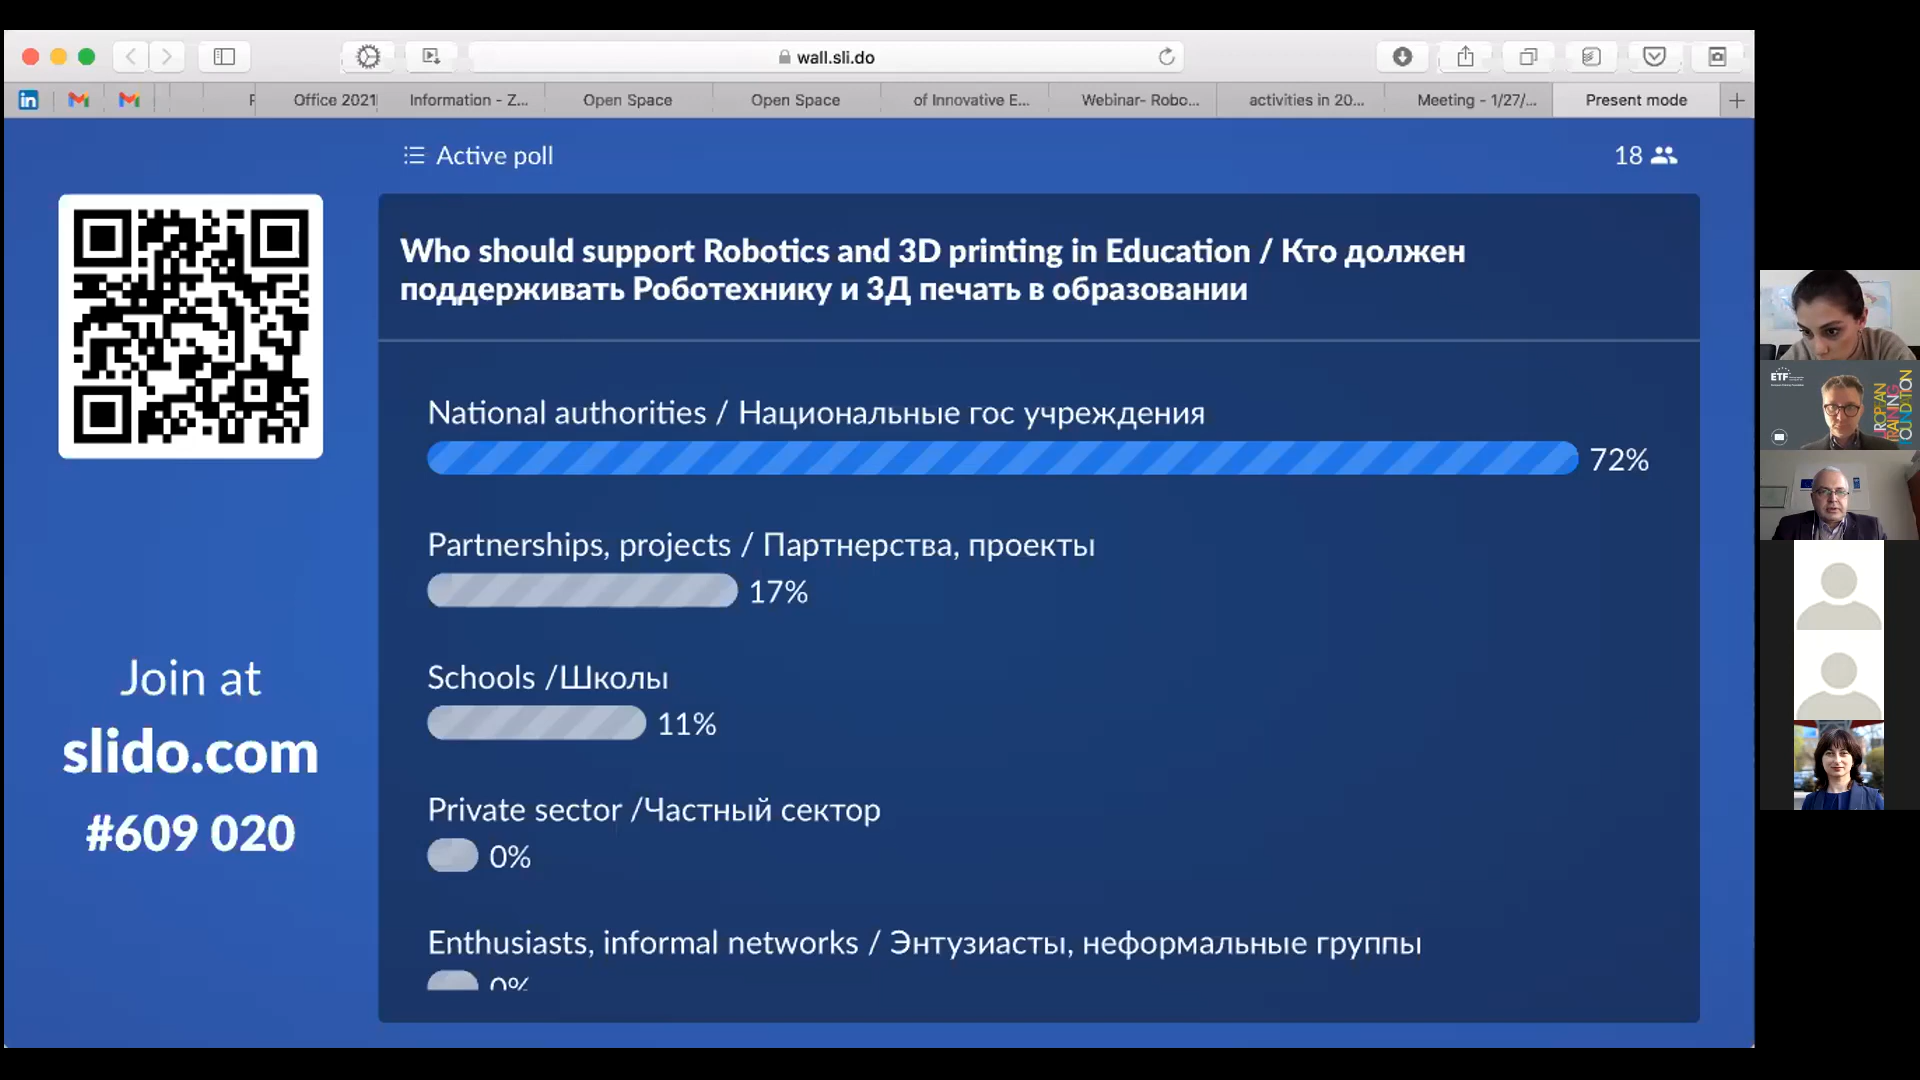 wall.sli.do
Office 2021
Information - Z...
Open Space
Open Space
of Innovative E...
Webinar- Robo...
activities in 20...
Meeting - 1/27/...
Present mode
Active poll
18
Who should support Robotics and 3D printing in Education / Кто должен
поддерживать Роботехнику и 3Д печать в образовании
National authorities / Национальные гос учреждения
72%
Partnerships, projects / Партнерства, проекты
17%
Schools /Школы
11%
Private sector /Частный сектор
0%
Enthusiasts, informal networks / Энтузиасты, неформальные группы
0%
Join at
slido.com
#609 020
ETF
TRAINING